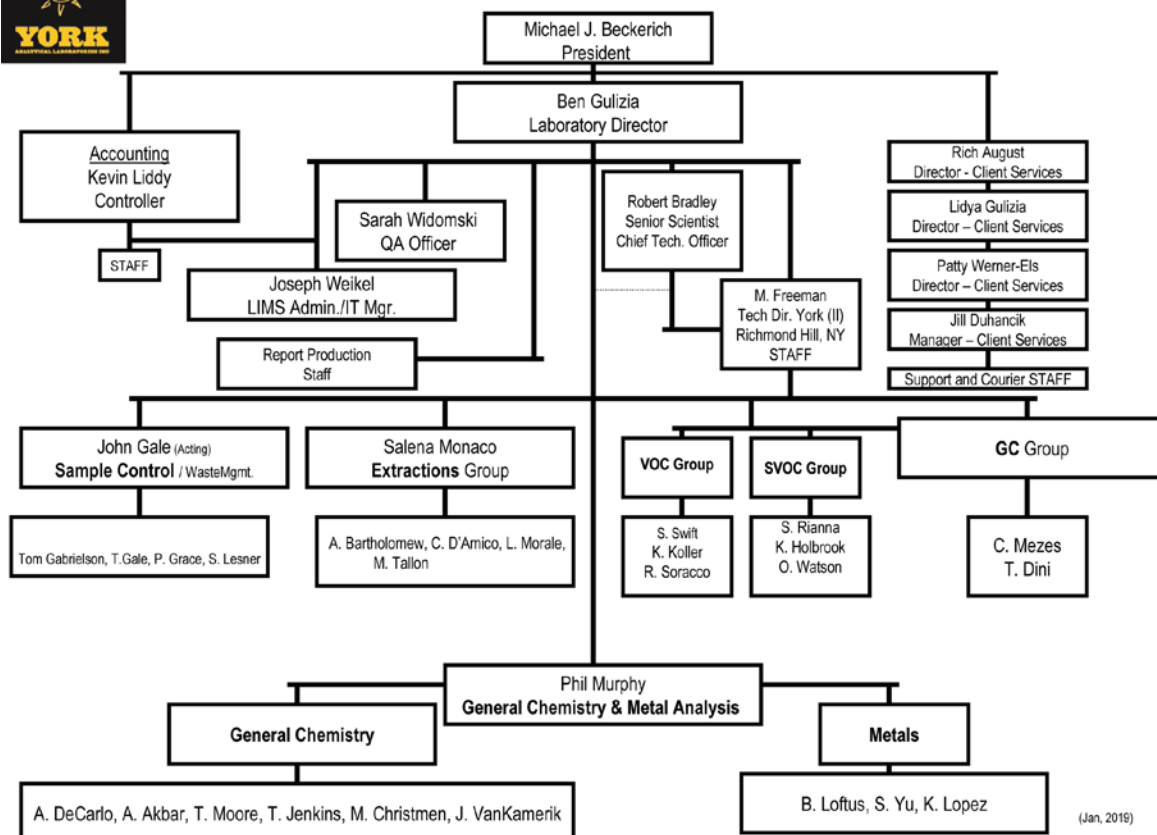 YORK
ANALYTICAL LABORATORIES INC
Michael J. Beckerich
President
Ben Gulizia
Laboratory Director
Accounting
Kevin Liddy
Controller
STAFF
Sarah Widomski
QA Officer
Joseph Weikel
LIMS Admin./IT Mgr.
Report Production
Staff
Robert Bradley
Senior Scientist
Chief Tech. Officer
M. Freeman
Tech Dir. York (II)
Richmond Hill, NY
STAFF
Rich August
Director - Client Services
Lidya Gulizia
Director – Client Services
Patty Werner-Els
Director – Client Services
Jill Duhancik
Manager – Client Services
Support and Courier STAFF
John Gale (Acting)
Sample Control / WasteMgmt.
Tom Gabrielson, T.Gale, P. Grace, S. Lesner
Salena Monaco
Extractions Group
A. Bartholomew, C. D'Amico, L. Morale,
M. Tallon
VOC Group
S. Swift
K. Koller
R. Soracco
SVOC Group
S. Rianna
K. Holbrook
O. Watson
GC Group
C. Mezes
T. Dini
Phil Murphy
General Chemistry & Metal Analysis
General Chemistry
A. DeCarlo, A. Akbar, T. Moore, T. Jenkins, M. Christmen, J. VanKamerik
Metals
B. Loftus, S. Yu, K. Lopez
(Jan, 2019)